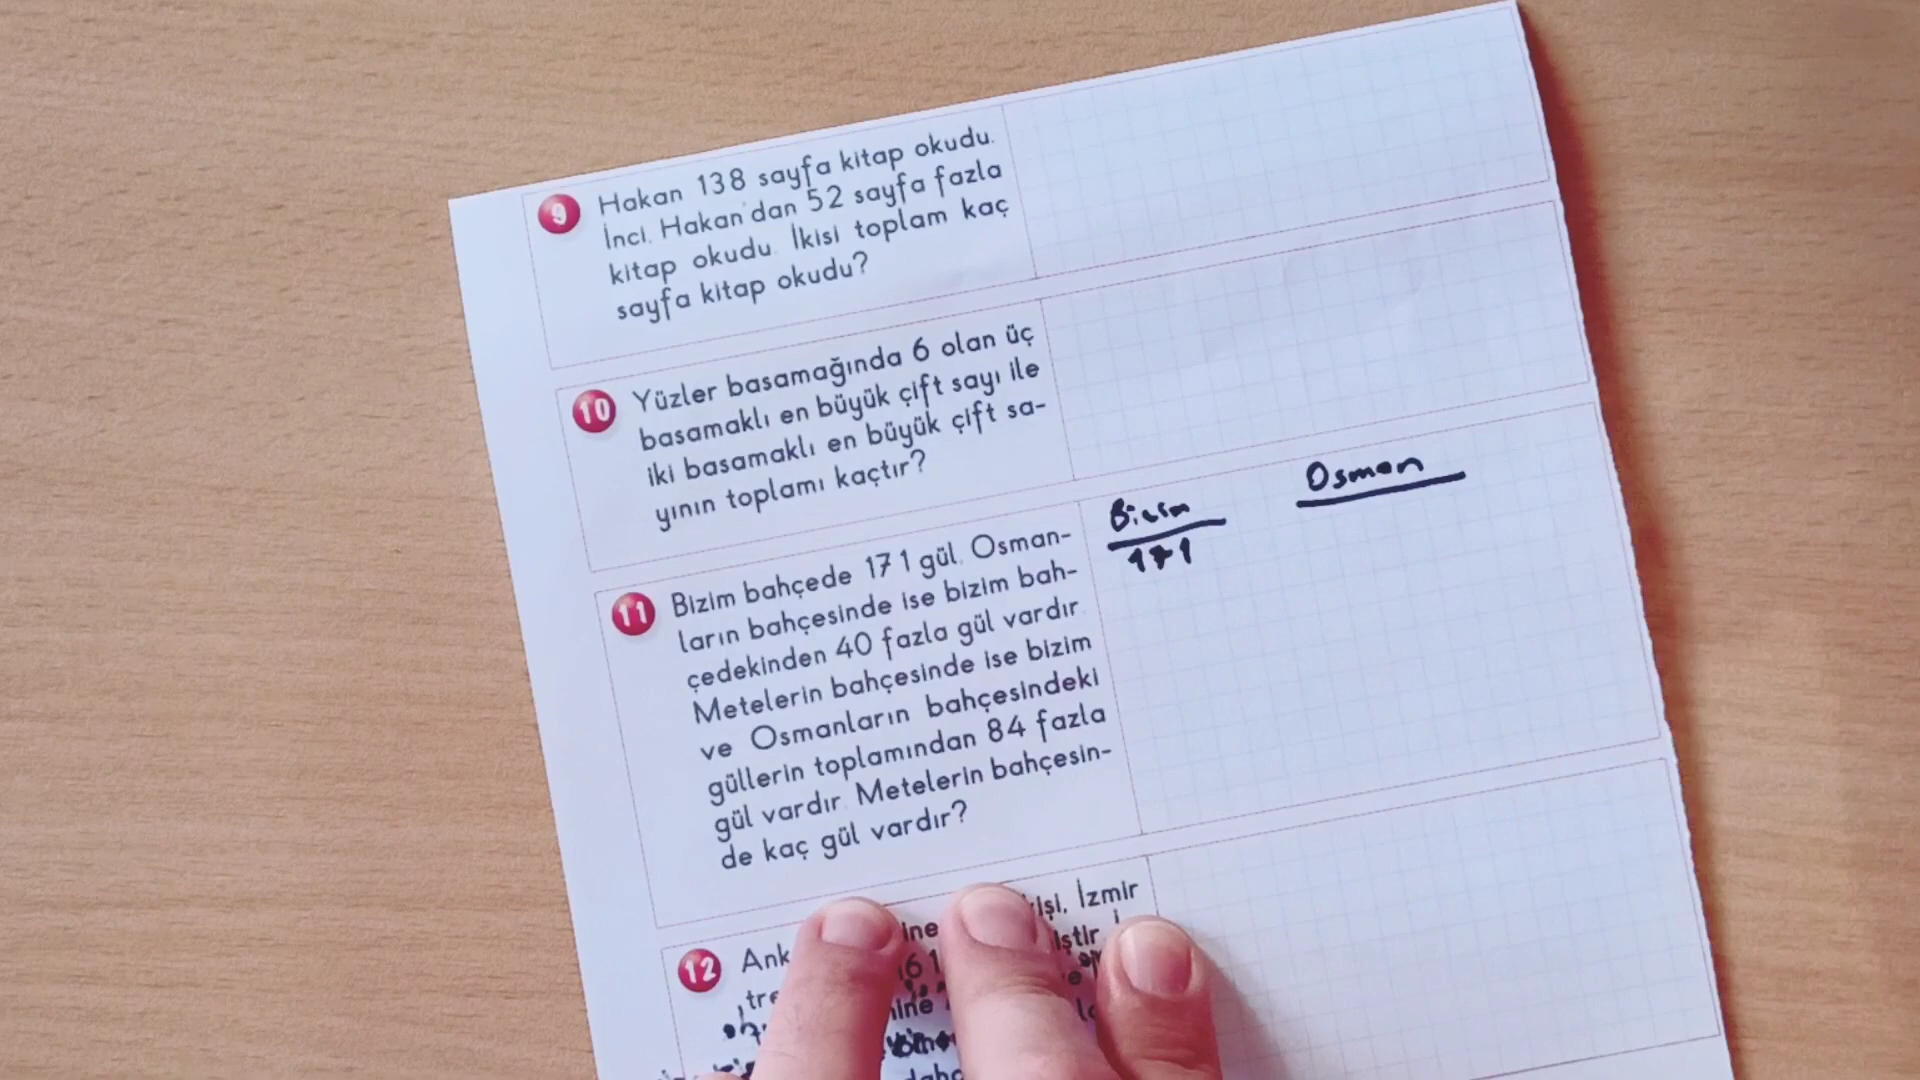 9 Hakan 138 sayfa kitap okudu.
İnci, Hakan'dan 52 sayfa fazla
kitap okudu. İkisi toplam kaç
sayfa kitap okudu?
10 Yüzler basamağında 6 olan üç
basamaklı en büyük çift sayı ile
iki basamaklı en büyük çift sa-
yının toplamı kaçtır?
11 Bizim bahçede 171 gül, Osman-
ların bahçesinde ise bizim bah-
çedekinden 40 fazla gül vardır.
Metelerin bahçesinde ise bizim
ve Osmanların bahçesindeki
güllerin toplamından 84 fazla
gül vardır. Metelerin bahçesin-
de kaç gül vardır?
Bizim
171
Osman
12 İzmir